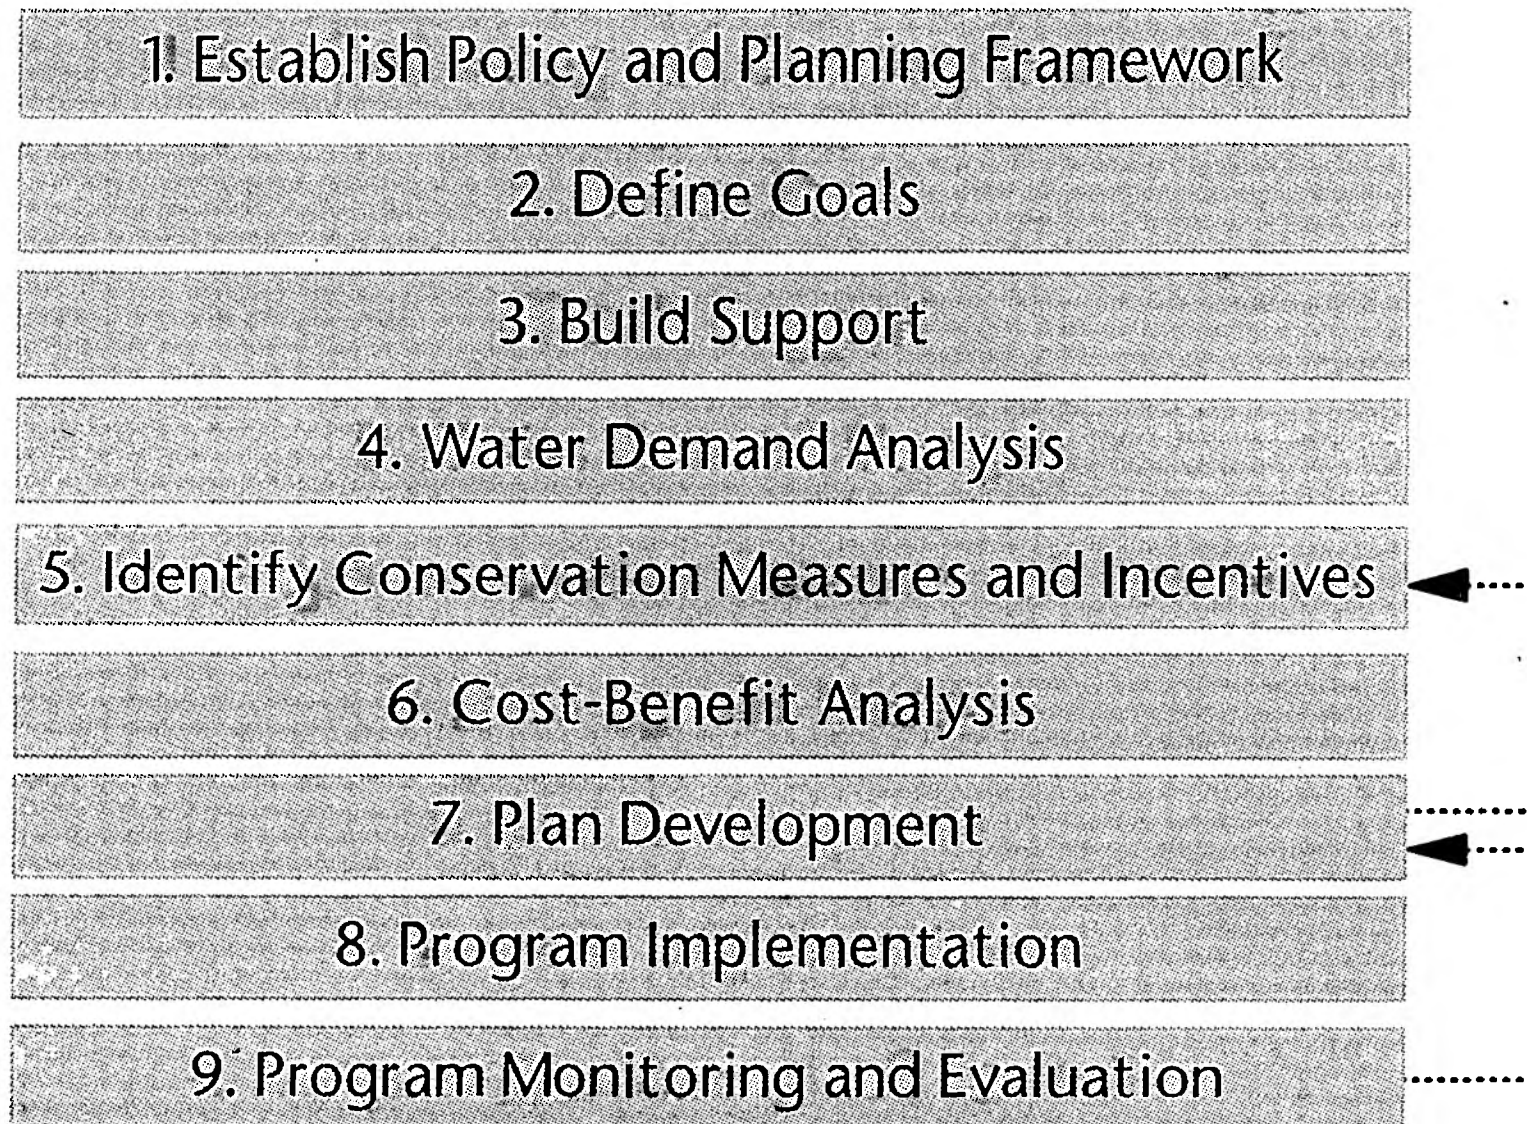 1. Establish Policy and Planning Framework
2. Define Goals
3. Build Support
4. Water Demand Analysis
5. Identify Conservation Measures and Incentives
6. Cost-Benefit Analysis
7. Plan Development
8. Program Implementation
9. Program Monitoring and Evaluation